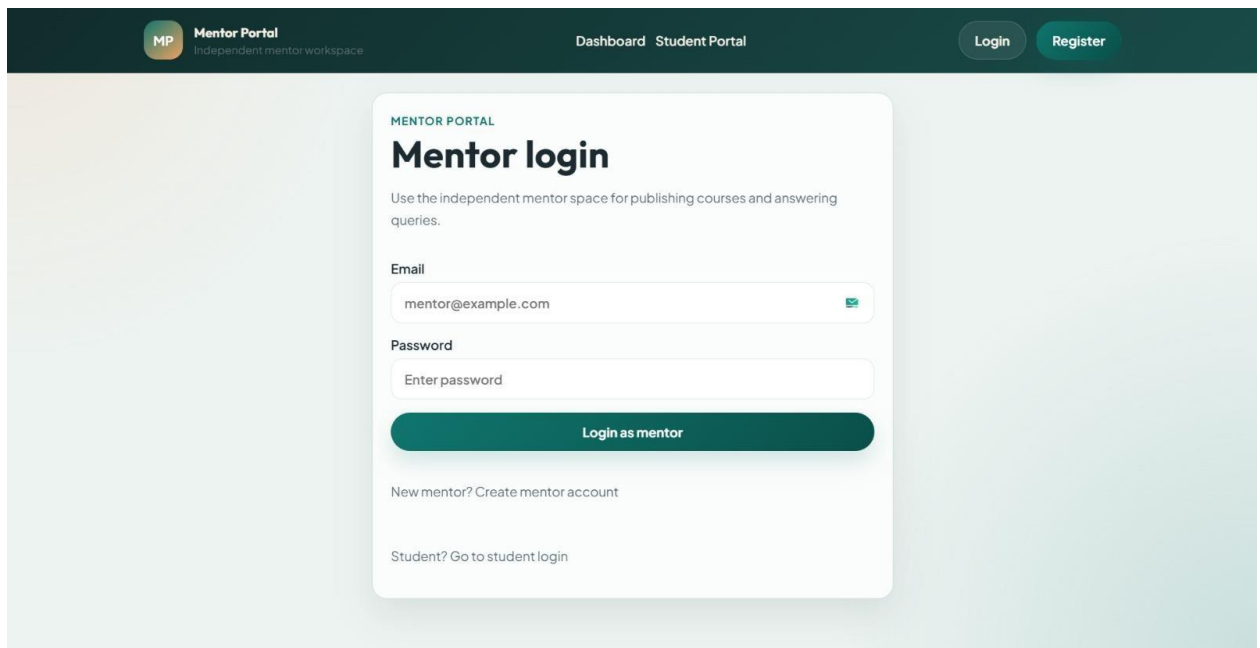 MP
Mentor Portal
Independent mentor workspace
Dashboard Student Portal
Login
Register
MENTOR PORTAL
Mentor login
Use the independent mentor space for publishing courses and answering
queries.
Email
mentor@example.com
Password
Enter password
Login as mentor
New mentor? Create mentor account
Student? Go to student login